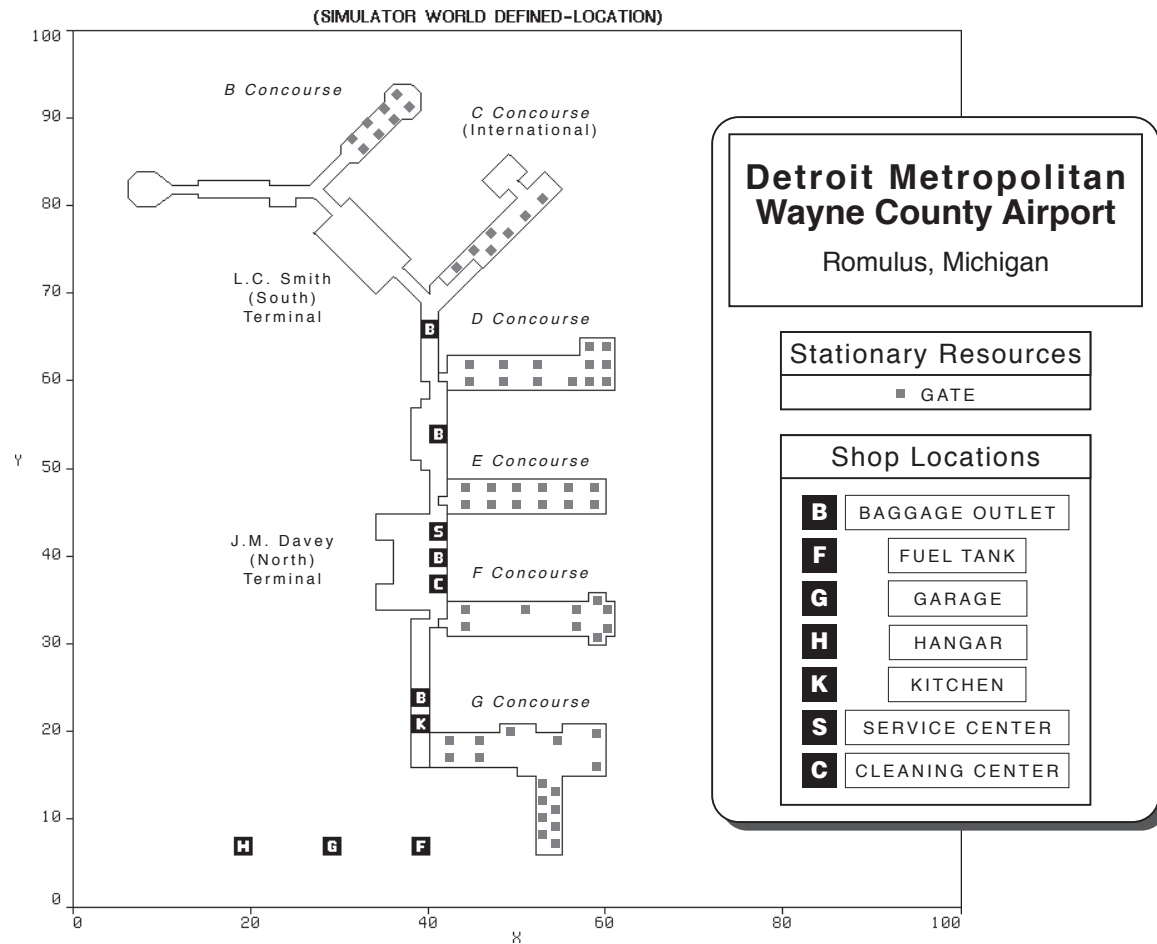 (SIMULATOR WORLD DEFINED-LOCATION)
100
90
80
70
60
50
40
30
20
10
0
Y
0
20
40
60
80
100
X
B Concourse
C Concourse
(International)
L.C. Smith
(South)
Terminal
B
D Concourse
B
E Concourse
J.M. Davey
(North)
Terminal
S
B
C
F Concourse
B
K
G Concourse
H
G
F
Detroit Metropolitan
Wayne County Airport
Romulus, Michigan
Stationary Resources
GATE
Shop Locations
B BAGGAGE OUTLET
F FUEL TANK
G GARAGE
H HANGAR
K KITCHEN
S SERVICE CENTER
C CLEANING CENTER